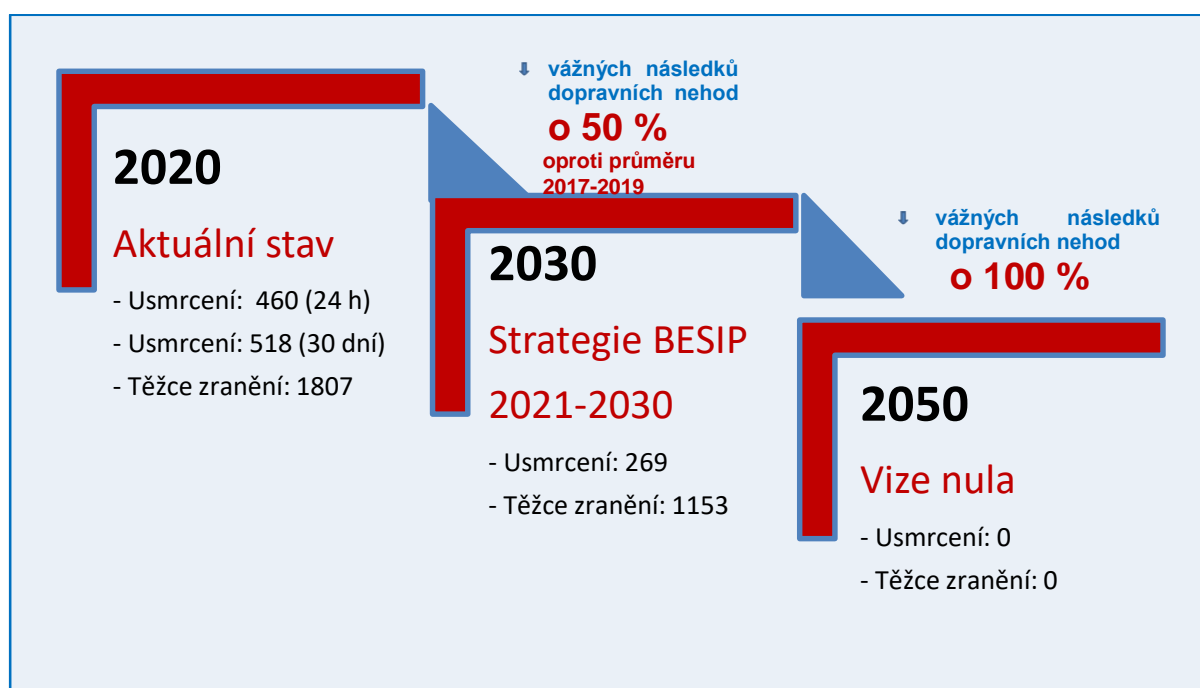 2020
Aktuální stav
- Usmrcení: 460 (24 h)
- Usmrcení: 518 (30 dní)
- Těžce zranění: 1807
⬇ vážných následků
dopravních nehod
o 50 %
oproti průměru
2017-2019
2030
Strategie BESIP
2021-2030
- Usmrcení: 269
- Těžce zranění: 1153
⬇ vážných následků
dopravních nehod
o 100 %
2050
Vize nula
- Usmrcení: 0
- Těžce zranění: 0